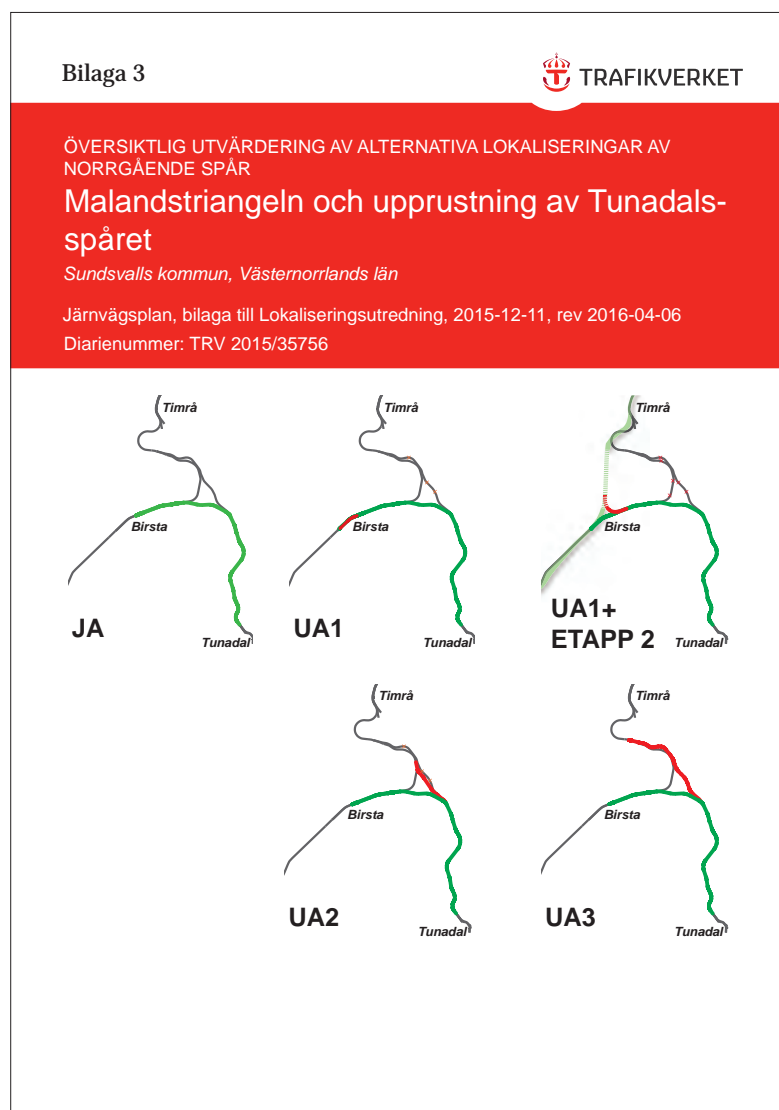 Bilaga 3
TRAFIKVERKET
ÖVERSIKTLIG UTVÄRDERING AV ALTERNATIVA LOKALISERINGAR AV
NORRGÅENDE SPÅR
Malandstriangeln och upprustning av Tunadals-
spåret
Sundsvalls kommun, Västernorrlands län
Järnvägsplan, bilaga till Lokaliseringsutredning, 2015-12-11, rev 2016-04-06
Diarienummer: TRV 2015/35756
Timrå
Birsta
JA
Tunadal
Timrå
Birsta
UA1
Tunadal
Timrå
Birsta
UA1+
ETAPP 2
Tunadal
Timrå
Birsta
UA2
Tunadal
Timrå
Birsta
UA3
Tunadal